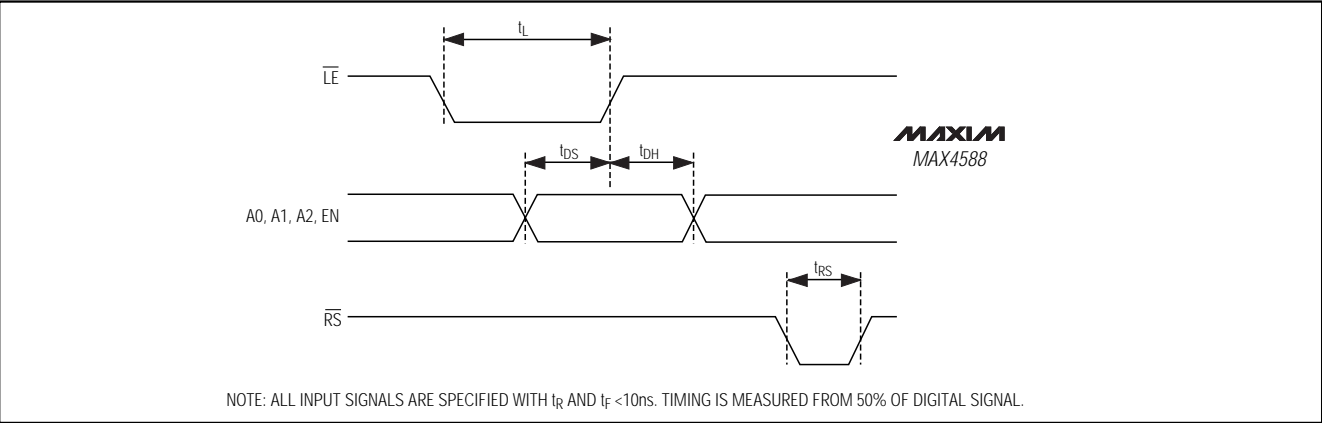 tL
LE
MAXIM
MAX4588
tDS
tDH
A0, A1, A2, EN
tRS
RS
NOTE: ALL INPUT SIGNALS ARE SPECIFIED WITH tR AND tF <10ns. TIMING IS MEASURED FROM 50% OF DIGITAL SIGNAL.